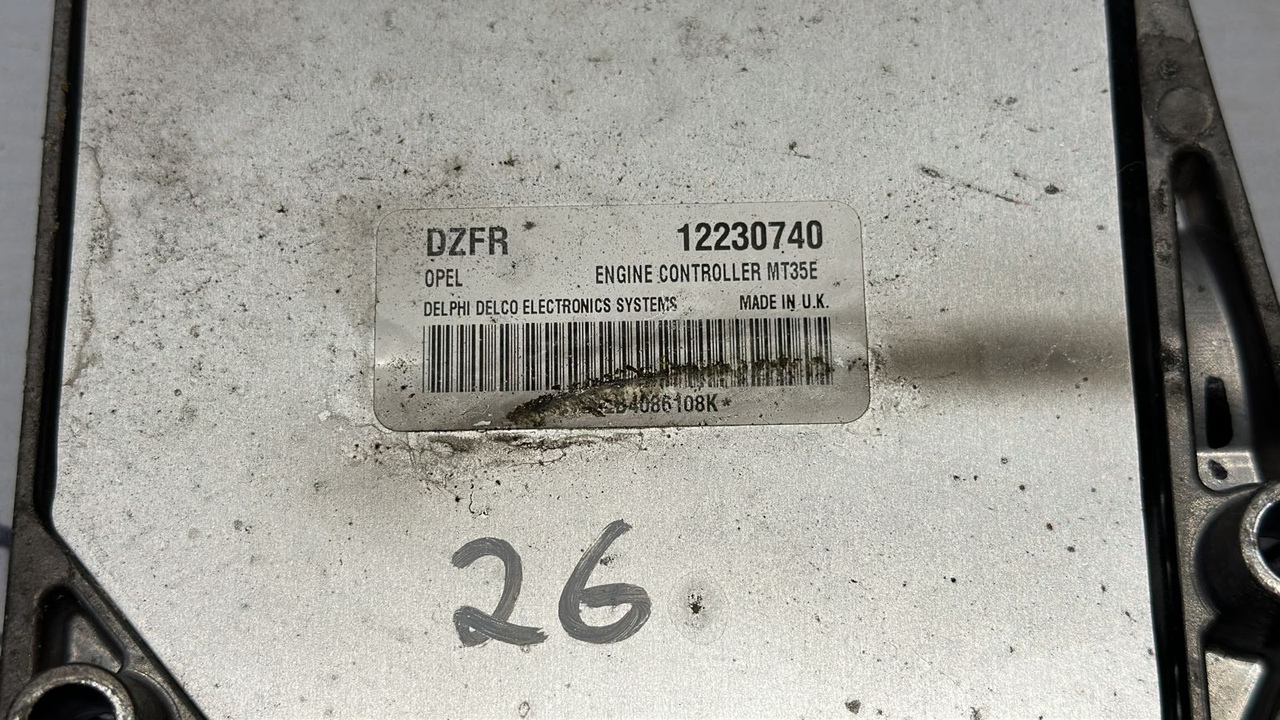 DZFR 12230740
OPEL ENGINE CONTROLLER MT35E
DELPHI DELCO ELECTRONICS SYSTEMS MADE IN U.K.
26